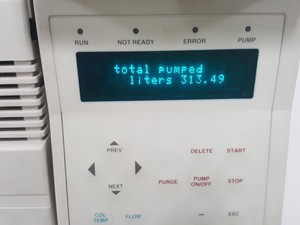 RUN NOT READY ERROR PUMP
total pumped
liters 313.49
PREV
DELETE START
NEXT
PURGE PUMP ON/OFF STOP
COL TEMP FLOW — ESC